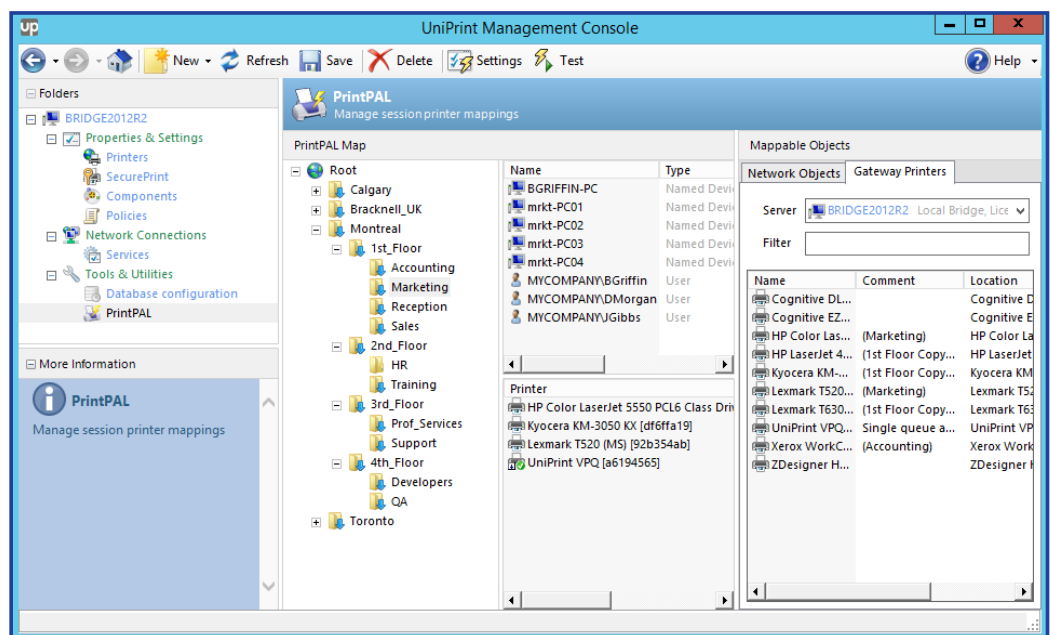 up
UniPrint Management Console
New
Refresh
Save
Delete
Settings
Test
Help
Folders
BRIDGE2012R2
Properties & Settings
Printers
SecurePrint
Components
Policies
Network Connections
Services
Tools & Utilities
Database configuration
PrintPAL
More Information
PrintPAL
Manage session printer mappings
PrintPAL
Manage session printer mappings
PrintPAL Map
Root
Calgary
Bracknell_UK
Montreal
1st_Floor
Accounting
Marketing
Reception
Sales
2nd_Floor
HR
Training
3rd_Floor
Prof_Services
Support
4th_Floor
Developers
QA
Toronto
Name Type
BGRIFFIN-PC Named Devi
mrkt-PC01 Named Devi
mrkt-PC02 Named Devi
mrkt-PC03 Named Devi
mrkt-PC04 Named Devi
MYCOMPANY\BGriffin User
MYCOMPANY\DMorgan User
MYCOMPANY\JGibbs User
Printer
HP Color LaserJet 5550 PCL6 Class Driv
Kyocera KM-3050 KX [df6ffa19]
Lexmark T520 (MS) [92b354ab]
UniPrint VPQ [a6194565]
Mappable Objects
Network Objects Gateway Printers
Server BRIDGE2012R2 Local Bridge, Lice
Filter
Name Comment Location
Cognitive DL... Cognitive D
Cognitive EZ... Cognitive E
HP Color Las... (Marketing) HP Color La
HP LaserJet 4... (1st Floor Copy... HP LaserJet
Kyocera KM-... (1st Floor Copy... Kyocera KM
Lexmark T520... (Marketing) Lexmark T52
Lexmark T630... (1st Floor Copy... Lexmark T63
UniPrint VPQ... Single queue a... UniPrint VP
Xerox WorkC... (Accounting) Xerox Work
ZDesigner H... ZDesigner H